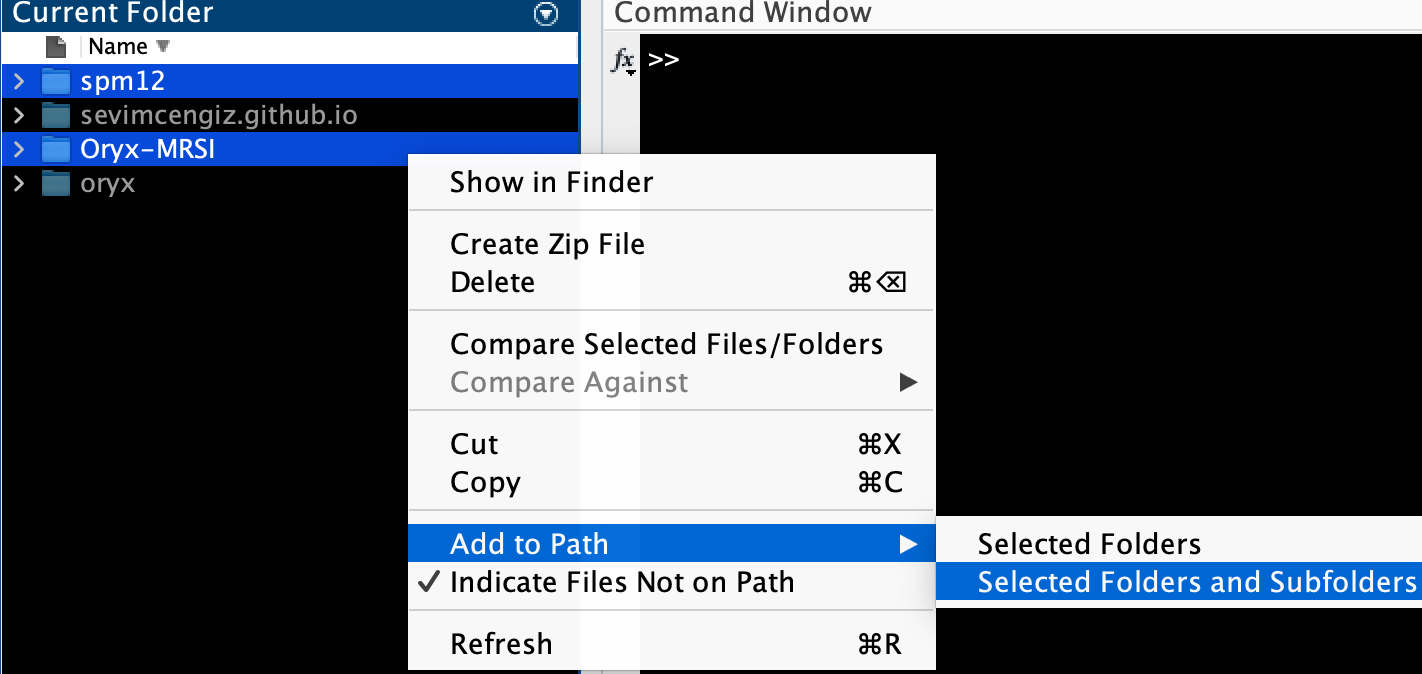 Current Folder
Command Window
Name
fx >>
spm12
sevimcengiz.github.io
Oryx-MRSI
oryx
Show in Finder
Create Zip File
Delete ⌘⌫
Compare Selected Files/Folders
Compare Against
Cut ⌘X
Copy ⌘C
Add to Path
Selected Folders
✓ Indicate Files Not on Path
Selected Folders and Subfolders
Refresh ⌘R